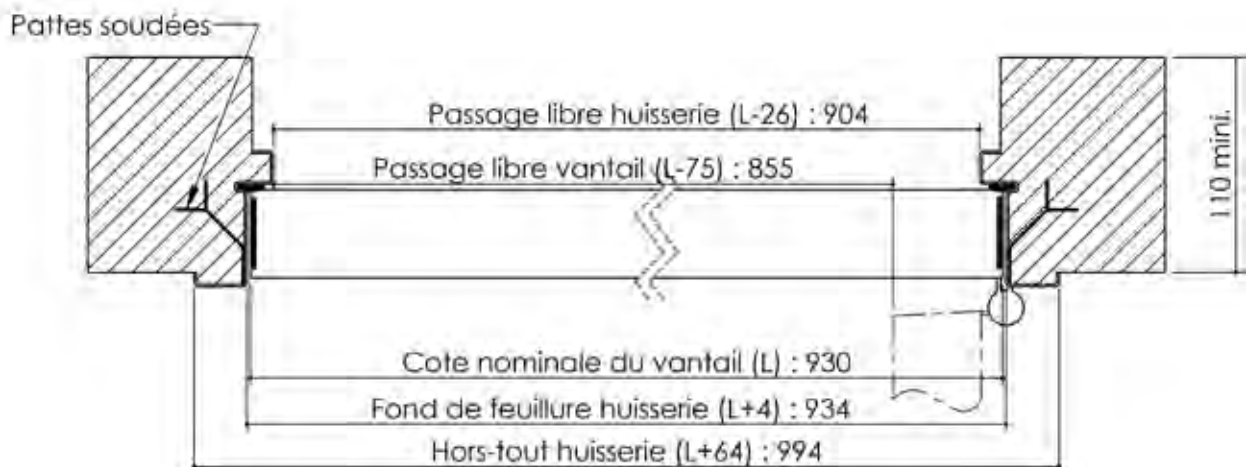 Pattes soudées
Passage libre huisserie (L-26) : 904
Passage libre vantail (L-75) : 855
110 mini.
Cote nominale du vantail (L) : 930
Fond de feuillure huisserie (L+4) : 934
Hors-tout huisserie (L+64) : 994